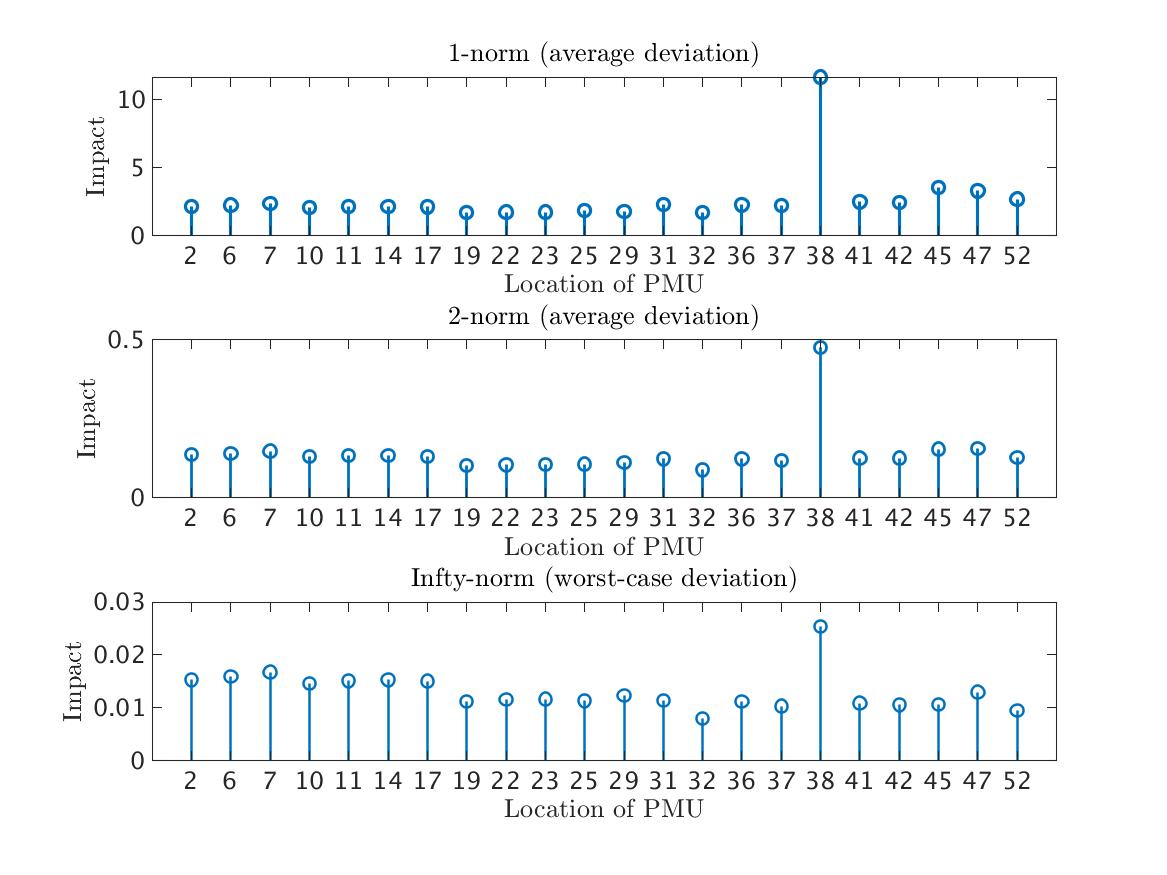 1-norm (average deviation)
10
5
0
Impact
2 6 7 10 11 14 17 19 22 23 25 29 31 32 36 37 38 41 42 45 47 52
Location of PMU
2-norm (average deviation)
0.5
0
Impact
2 6 7 10 11 14 17 19 22 23 25 29 31 32 36 37 38 41 42 45 47 52
Location of PMU
Infty-norm (worst-case deviation)
0.03
0.02
0.01
0
Impact
2 6 7 10 11 14 17 19 22 23 25 29 31 32 36 37 38 41 42 45 47 52
Location of PMU